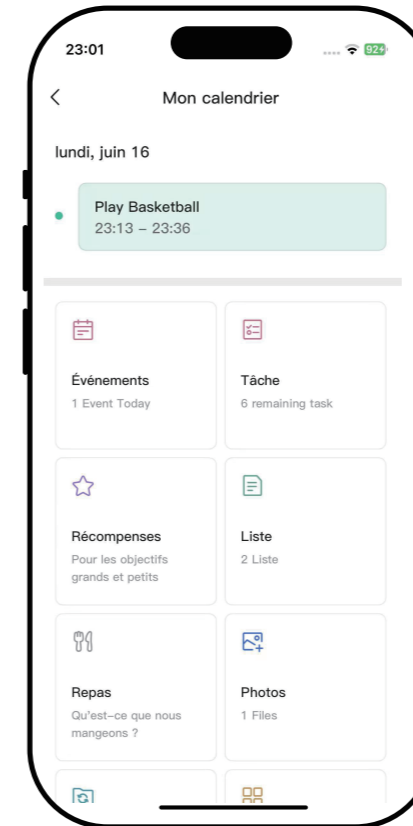 23:01
92
Mon calendrier
lundi, juin 16
Play Basketball
23:13 – 23:36
Événements
1 Event Today
Tâche
6 remaining task
Récompenses
Pour les objectifs
grands et petits
Liste
2 Liste
Repas
Qu'est-ce que nous
mangeons ?
Photos
1 Files